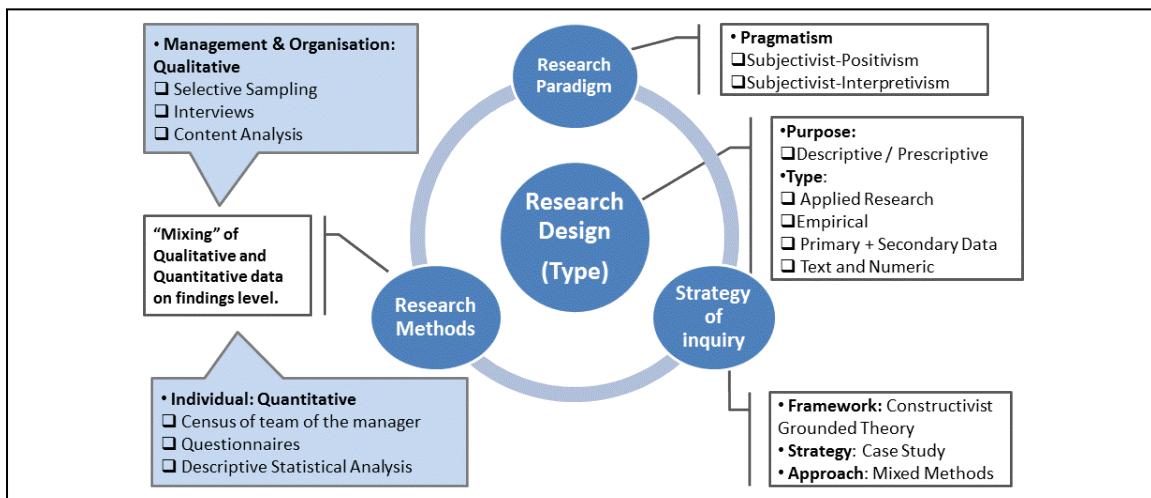 • Management & Organisation:
Qualitative
❑ Selective Sampling
❑ Interviews
❑ Content Analysis
Research
Paradigm
• Pragmatism
❑Subjectivist-Positivism
❑Subjectivist-Interpretivism
Research
Design
(Type)
•Purpose:
❑Descriptive / Prescriptive
•Type:
❑ Applied Research
❑Empirical
❑ Primary + Secondary Data
❑ Text and Numeric
“Mixing” of
Qualitative and
Quantitative data
on findings level.
Research
Methods
Strategy
of
inquiry
• Individual: Quantitative
❑ Census of team of the manager
❑ Questionnaires
❑ Descriptive Statistical Analysis
• Framework: Constructivist
Grounded Theory
• Strategy: Case Study
• Approach: Mixed Methods